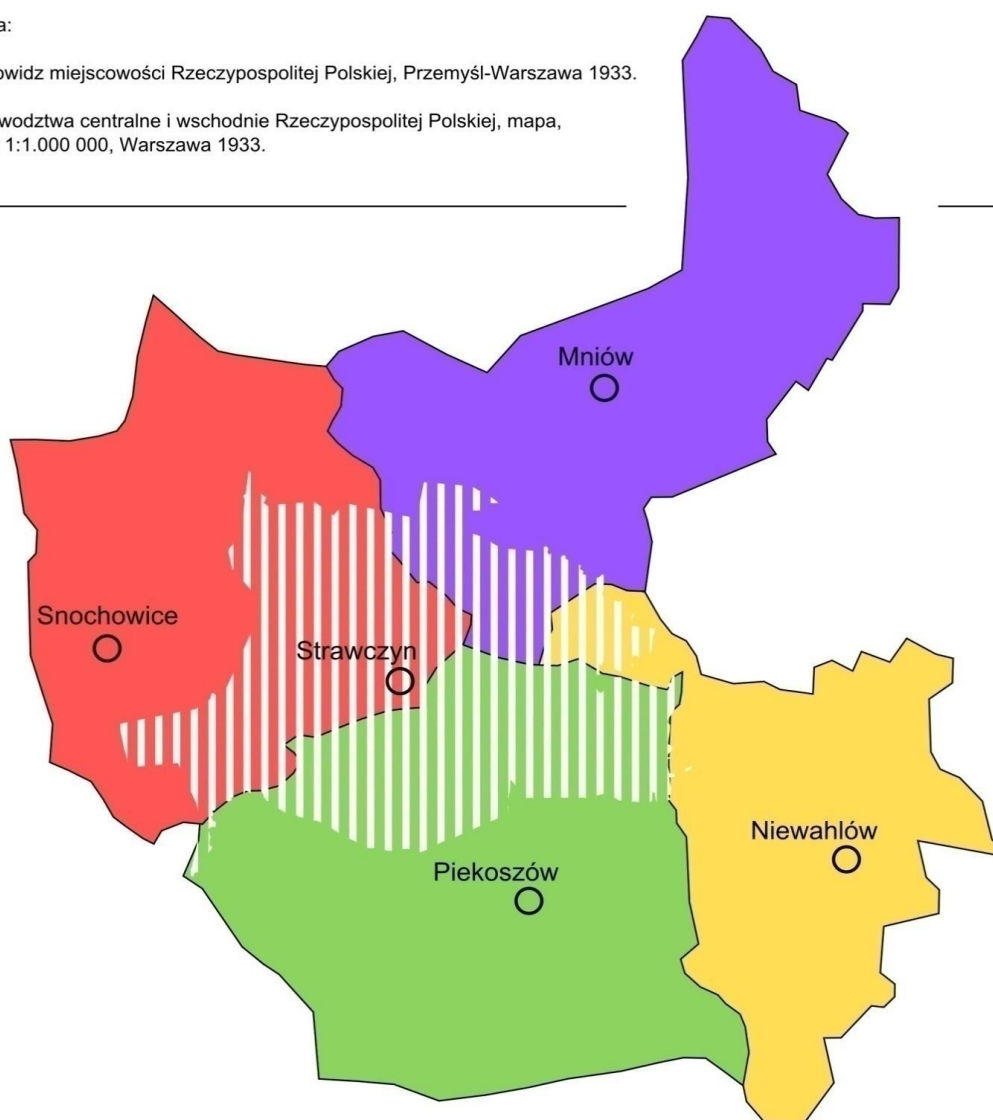 a:
owidz miejscowości Rzeczypospolitej Polskiej, Przemyśl-Warszawa 1933.
wodztwa centralne i wschodnie Rzeczypospolitej Polskiej, mapa,
1:1.000 000, Warszawa 1933.
Mniów
Snochowice
Strawczyn
Niewahlów
Piekoszów